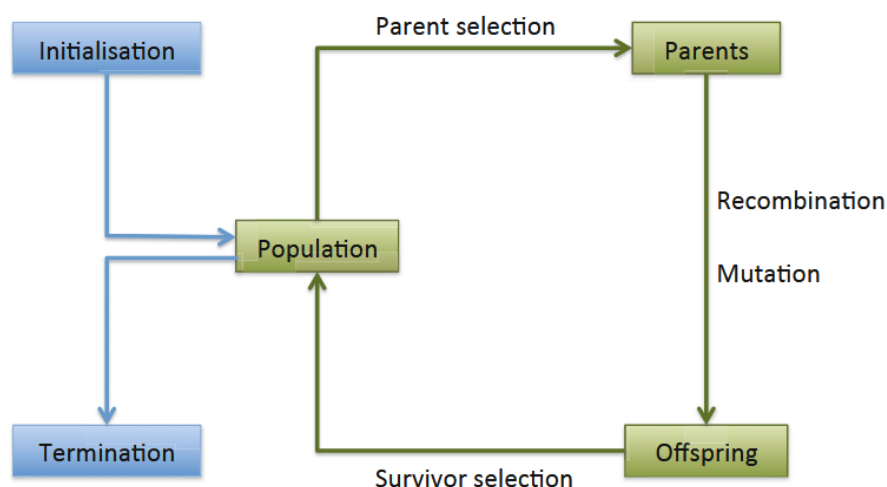 Parent selection
Initialisation
Parents
Recombination
Population
Mutation
Termination
Offspring
Survivor selection